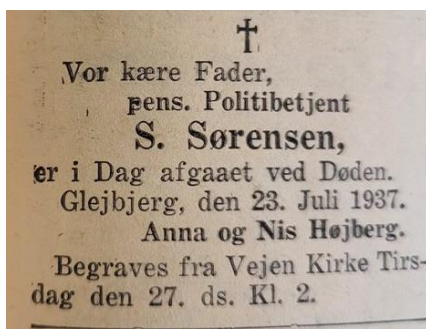 †
Vor kære Fader,
pens. Politibetjent
S. Sørensen,
er i Dag afgaaet ved Døden.
Glejbjerg, den 23. Juli 1937.
Anna og Nis Højberg.
Begraves fra Vejen Kirke Tirs-
dag den 27. ds. Kl. 2.